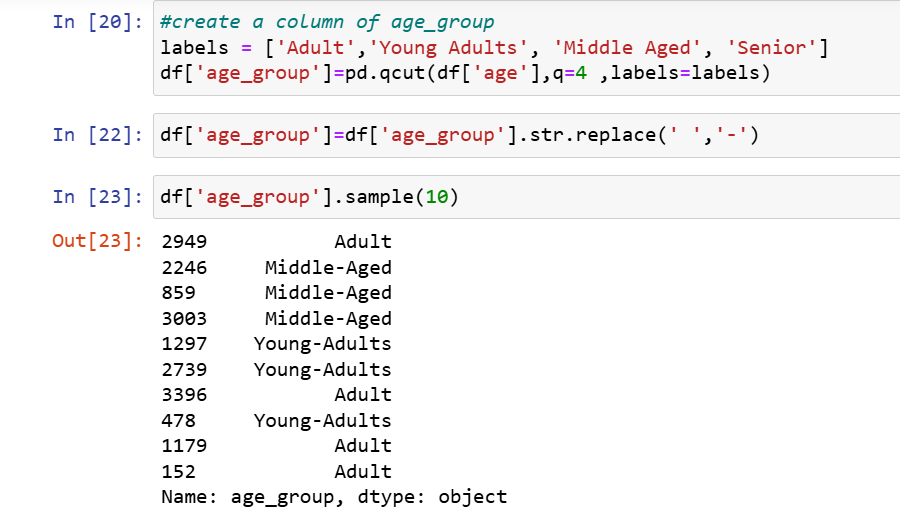 In [20]: #create a column of age_group
labels = ['Adult','Young Adults', 'Middle Aged', 'Senior']
df['age_group']=pd.qcut(df['age'],q=4 ,labels=labels)
In [22]: df['age_group']=df['age_group'].str.replace(' ','-')
In [23]: df['age_group'].sample(10)
Out[23]: 2949 Adult
2246 Middle-Aged
859 Middle-Aged
3003 Middle-Aged
1297 Young-Adults
2739 Young-Adults
3396 Adult
478 Young-Adults
1179 Adult
152 Adult
Name: age_group, dtype: object